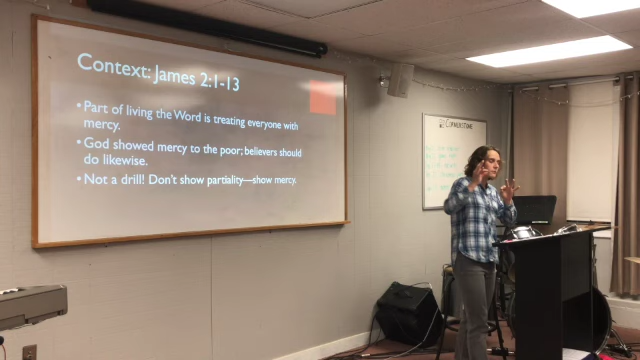 Context: James 2:1-13
•Part of living the Word is treating everyone with
mercy.
•God showed mercy to the poor; believers should
do likewise.
•Not a drill! Don't show partiality—show mercy.
CORNERSTONE